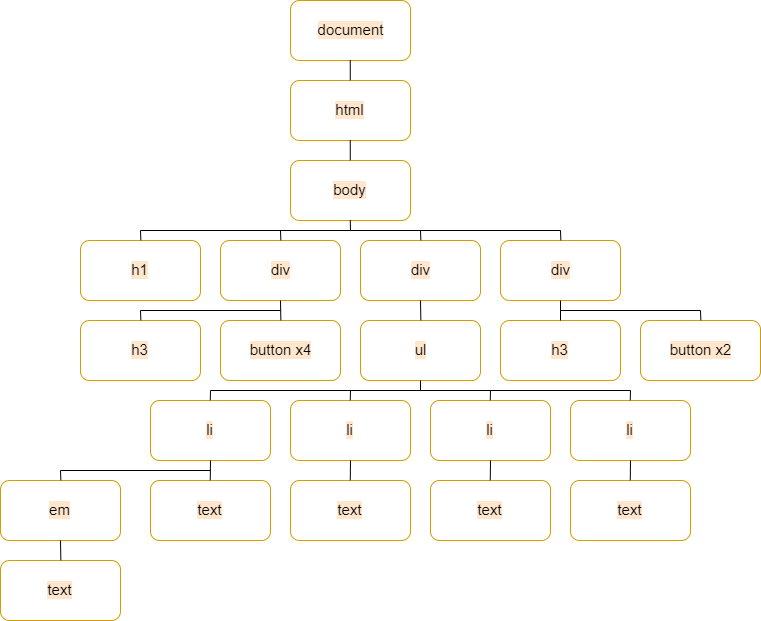 document
html
body
h1
div
div
div
h3
button x4
ul
h3
button x2
li
li
li
li
em
text
text
text
text
text